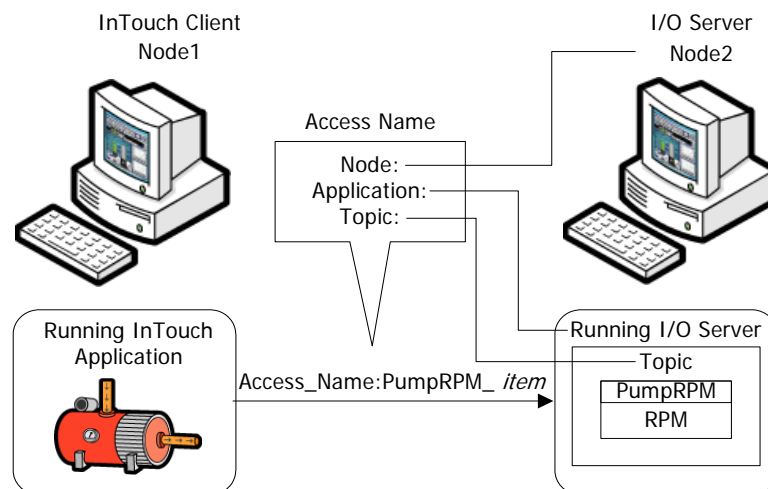 InTouch Client
Node1
I/O Server
Node2
Access Name
Node:
Application:
Topic:
Running InTouch
Application
Access_Name:PumpRPM_ item
Running I/O Server
Topic
PumpRPM
RPM